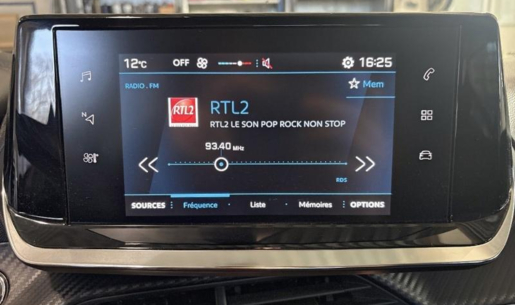 12°C OFF 16:25
RADIO . FM
Mem
RTL2
RTL2
RTL2 LE SON POP ROCK NON STOP
93.40 MHz
RDS
SOURCES Fréquence Liste Mémoires OPTIONS
N